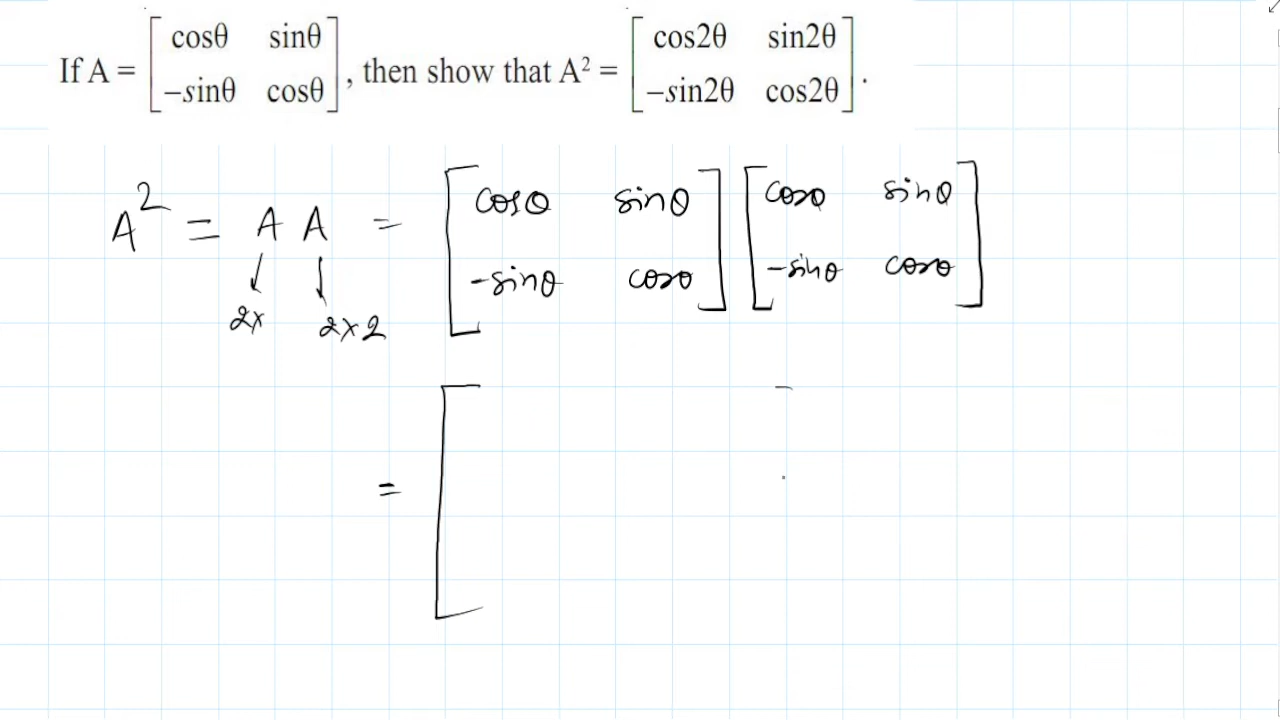 If A = [cosθ sinθ
−sinθ cosθ], then show that A² = [cos2θ sin2θ
−sin2θ cos2θ].
A² = A A = [cosθ sinθ] [cosθ sinθ]
[-sinθ cosθ] [-sinθ cosθ]
2× 2×2
= [